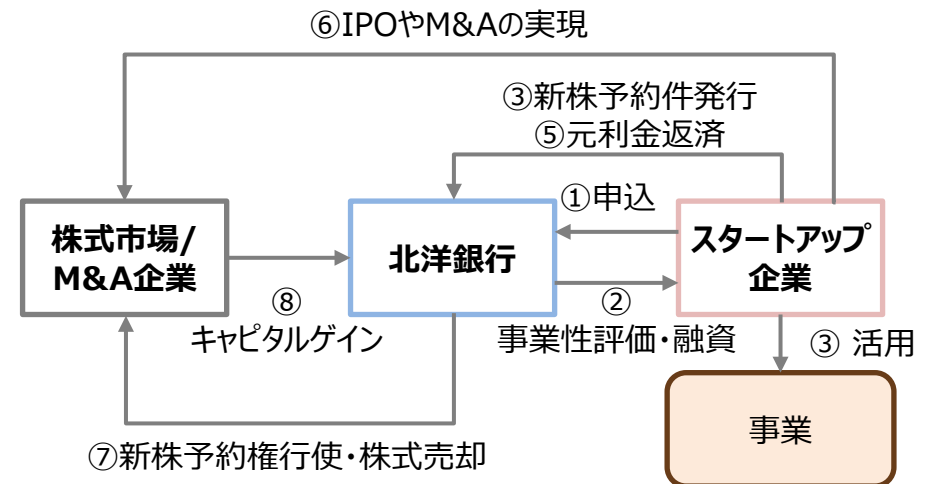 ⑥IPOやM&Aの実現
③新株予約件発行
⑤元利金返済
①申込
株式市場/
M&A企業
北洋銀行
スタートアップ
企業
⑧
キャピタルゲイン
②
事業性評価・融資
③ 活用
事業
⑦新株予約権行使・株式売却